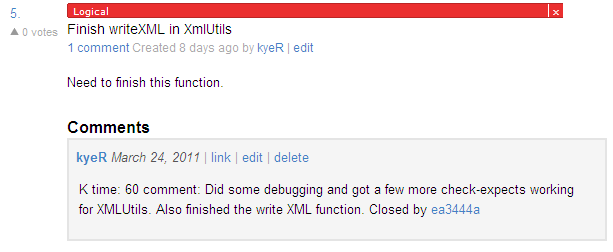 5.
Logical x
▲ 0 votes
Finish writeXML in XmlUtils
1 comment Created 8 days ago by kyeR | edit
Need to finish this function.
Comments
kyeR March 24, 2011 | link | edit | delete
K time: 60 comment: Did some debugging and got a few more check-expects working
for XMLUtils. Also finished the write XML function. Closed by ea3444a